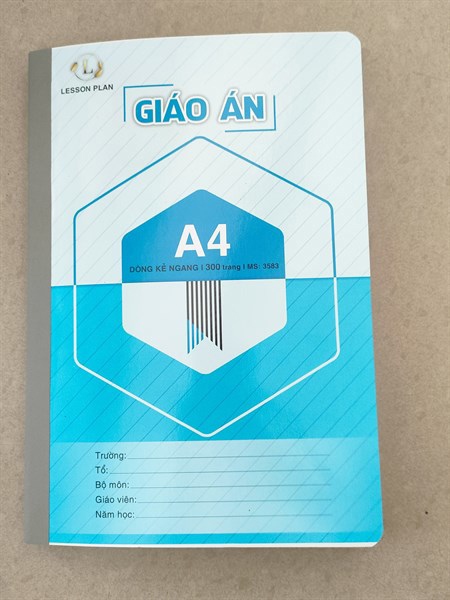 L
LESSON PLAN
GIÁO ÁN
A4
DÒNG KẺ NGANG I 300 trang I MS: 3583
Trường:
Tổ:
Bộ môn:
Giáo viên:
Năm học: